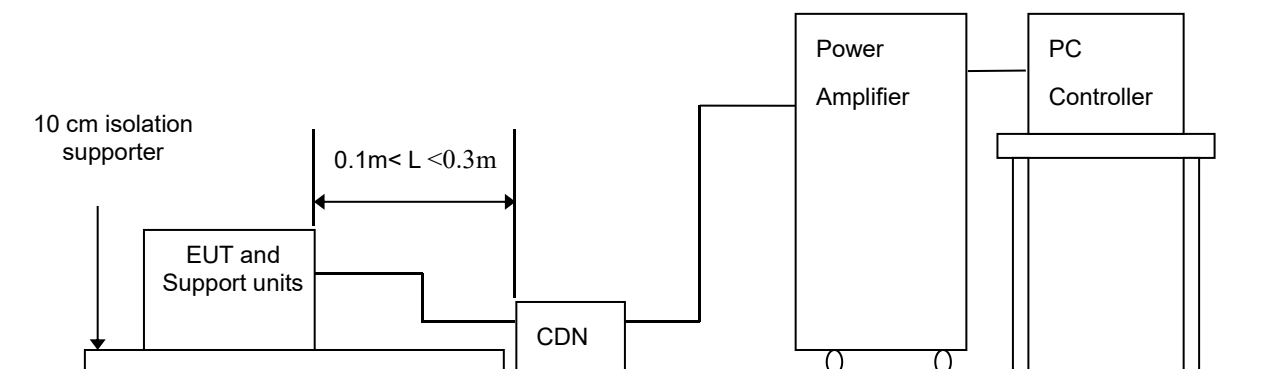 Power
Amplifier
PC
Controller
10 cm isolation
supporter
0.1m< L <0.3m
EUT and
Support units
CDN